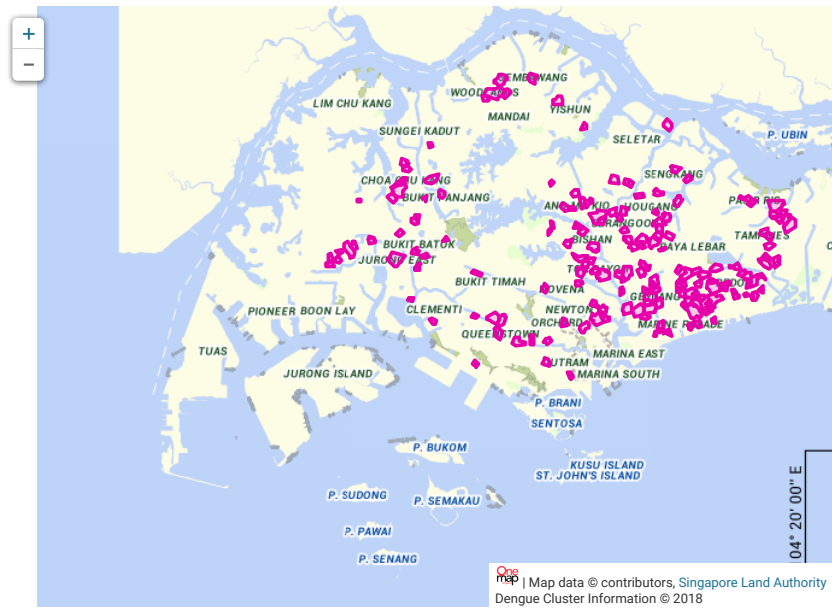 +
−
SEMBAWANG
WOODLANDS
LIM CHU KANG
YISHUN
MANDAI
SUNGEI KADUT
P. UBIN
SELETAR
SENGKANG
CHOA CHU KANG
BUKIT PANJANG
PASIR RIS
ANG MO KIO
HOUGANG
SERANGOON
TAMPINES
BISHAN
BUKIT BATOK
PAYA LEBAR
C
JURONG EAST
TOA PAYOH
BUKIT TIMAH
BEDOK
NOVENA
GEYLANG
PIONEER
BOON LAY
CLEMENTI
NEWTON
ORCHARD
MARINE PARADE
QUEENSTOWN
TUAS
MARINA EAST
OUTRAM
JURONG ISLAND
MARINA SOUTH
P. BRANI
SENTOSA
P. BUKOM
KUSU ISLAND
ST. JOHN'S ISLAND
P. SUDONG
P. SEMAKAU
P. PAWAI
P. SENANG
104° 20' 00" E
One
map | Map data © contributors, Singapore Land Authority
Dengue Cluster Information © 2018